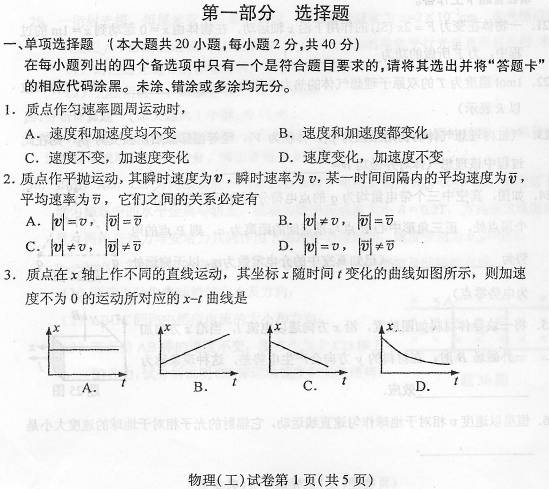 第一部分 选择题
一、单项选择题 (本大题共20小题,每小题2分,共40分)
在每小题列出的四个备选项中只有一个是符合题目要求的,请将其选出并将“答题卡”
的相应代码涂黑。未涂、错涂或多涂均无分。
1. 质点作匀速率圆周运动时,
A. 速度和加速度均不变 B. 速度和加速度都变化
C. 速度不变,加速度变化 D. 速度变化,加速度不变
2. 质点作平抛运动,其瞬时速度为v,瞬时速率为v,某一时间间隔内的平均速度为v̅,
平均速率为v̅,它们之间的关系必定有
A. |v|=v, |v̅|=v̅ B. |v|≠v, |v̅|=v̅
C. |v|≠v, |v̅|≠v̅ D. |v|=v, |v̅|≠v̅
3. 质点在x轴上作不同的直线运动,其坐标x随时间t变化的曲线如图所示,则加速
度不为0的运动所对应的x–t曲线是
x x x x
t t t t
A. B. C. D.
物理(工)试卷第1页(共5页)